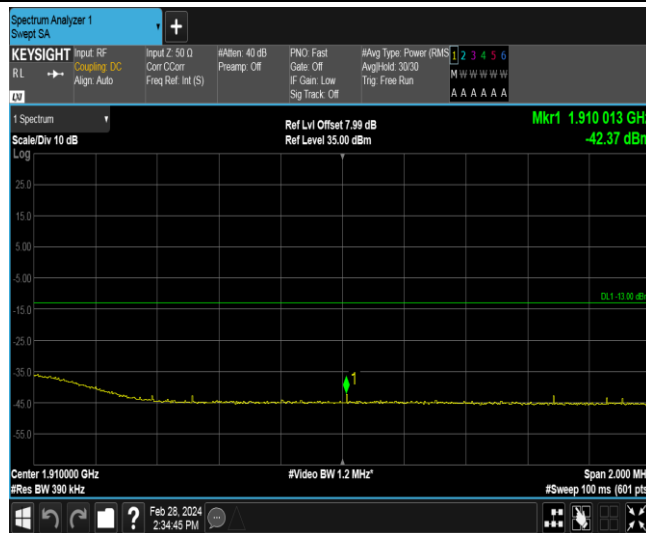 Spectrum Analyzer 1
Swept SA
+
KEYSIGHT
RL
LXI
Input: RF
Coupling: DC
Align: Auto
Input Z: 50 Ω
Corr CCorr
Freq Ref: Int (S)
#Atten: 40 dB
Preamp: Off
PNO: Fast
Gate: Off
IF Gain: Low
Sig Track: Off
#Avg Type: Power (RMS
Avg|Hold: 30/30
Trig: Free Run
1 2 3 4 5 6
M W W W W W
A A A A A A
1 Spectrum
Scale/Div 10 dB
Ref Lvl Offset 7.99 dB
Ref Level 35.00 dBm
Mkr1 1.910 013 GHz
-42.37 dBm
Log
25.0
15.0
5.00
-5.00
DL1 -13.00 dBm
-15.0
-25.0
-35.0
1
-45.0
-55.0
Center 1.910000 GHz
#Res BW 390 kHz
#Video BW 1.2 MHz*
Span 2.000 MH
#Sweep 100 ms (601 pts
?
Feb 28, 2024
2:34:45 PM